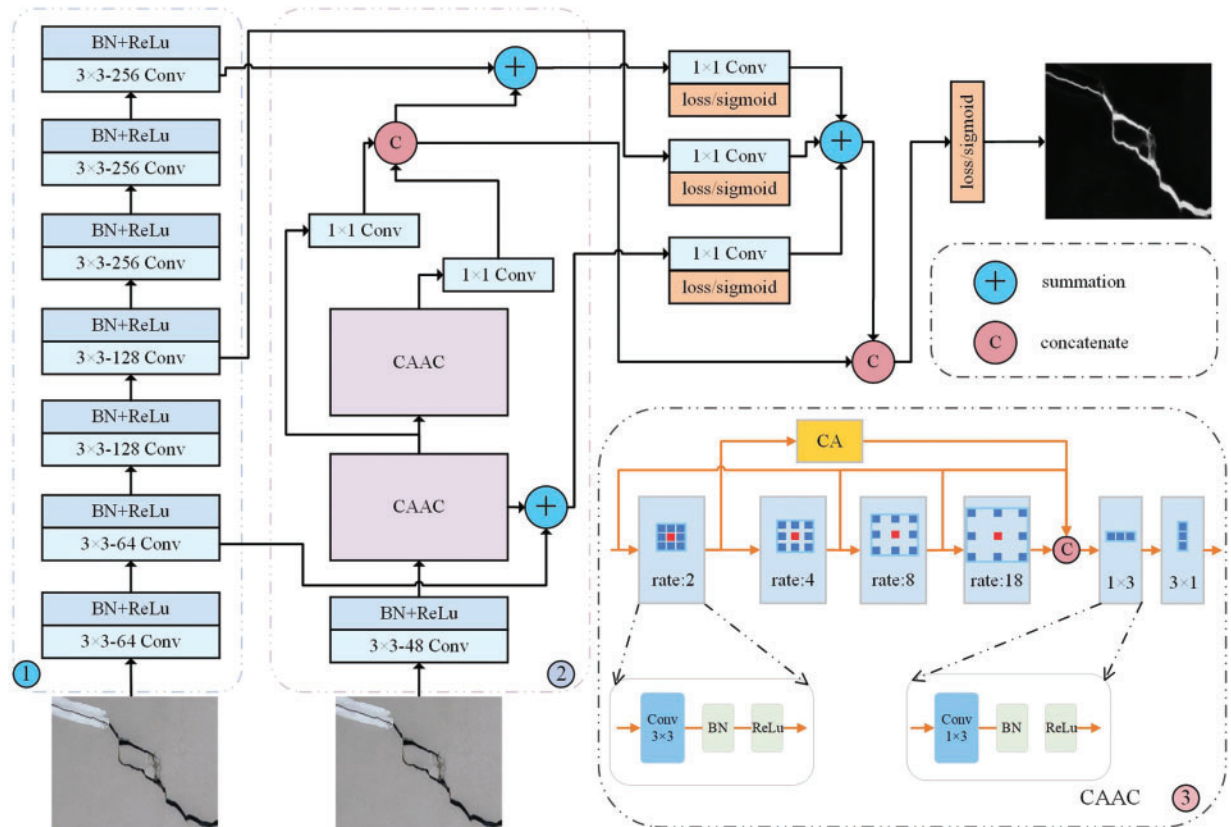 BN+ReLu
3×3-256 Conv
BN+ReLu
3×3-256 Conv
BN+ReLu
3×3-256 Conv
BN+ReLu
3×3-128 Conv
BN+ReLu
3×3-128 Conv
BN+ReLu
3×3-64 Conv
BN+ReLu
3×3-64 Conv
1
+
C
1×1 Conv
1×1 Conv
CAAC
CAAC
+
BN+ReLu
3×3-48 Conv
2
1×1 Conv
loss/sigmoid
1×1 Conv
loss/sigmoid
1×1 Conv
loss/sigmoid
+
C
loss/sigmoid
+ summation
C concatenate
CA
rate:2
rate:4
rate:8
rate:18
C
1×3
3×1
Conv
3×3
BN
ReLu
Conv
1×3
BN
ReLu
CAAC 3